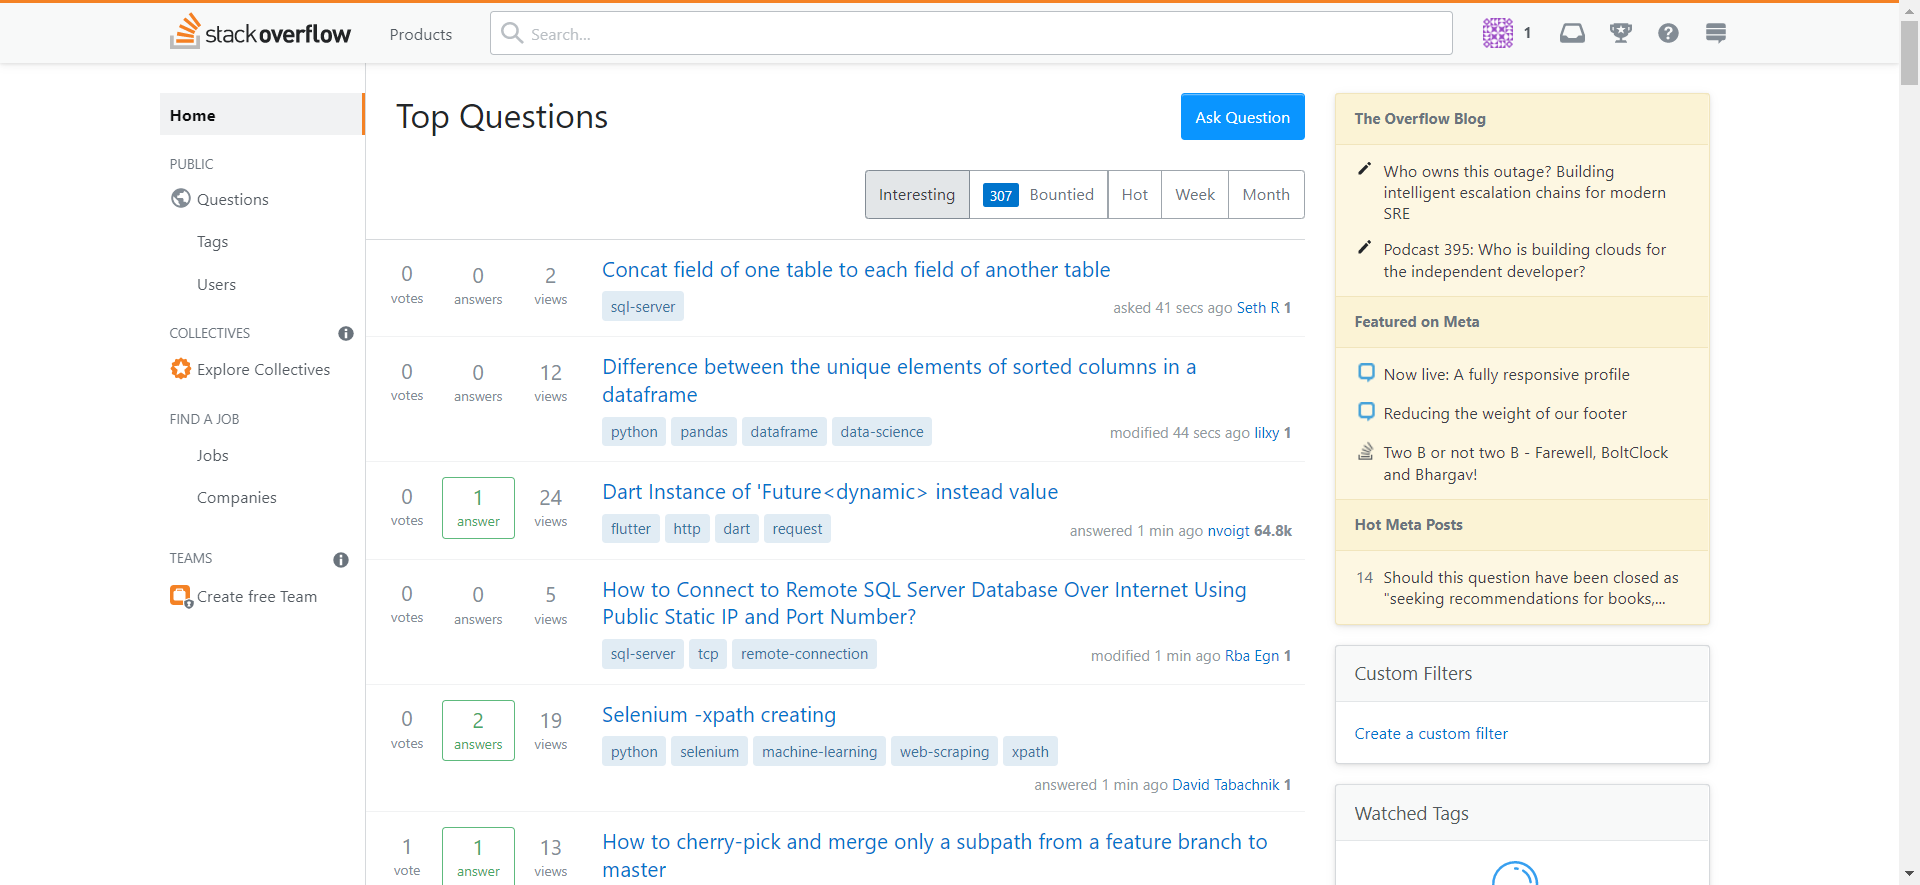 stackoverflow
Products
Search...
1
Home
PUBLIC
Questions
Tags
Users
COLLECTIVES
Explore Collectives
FIND A JOB
Jobs
Companies
TEAMS
Create free Team
Top Questions
Ask Question
Interesting
307 Bountied
Hot
Week
Month
0 votes
0 answers
2 views
Concat field of one table to each field of another table
sql-server
asked 41 secs ago Seth R 1
0 votes
0 answers
12 views
Difference between the unique elements of sorted columns in a
dataframe
python pandas dataframe data-science
modified 44 secs ago lilxy 1
0 votes
1 answer
24 views
Dart Instance of 'Future<dynamic> instead value
flutter http dart request
answered 1 min ago nvoigt 64.8k
0 votes
0 answers
5 views
How to Connect to Remote SQL Server Database Over Internet Using
Public Static IP and Port Number?
sql-server tcp remote-connection
modified 1 min ago Rba Egn 1
0 votes
2 answers
19 views
Selenium -xpath creating
python selenium machine-learning web-scraping xpath
answered 1 min ago David Tabachnik 1
1 vote
1 answer
13 views
How to cherry-pick and merge only a subpath from a feature branch to
master
The Overflow Blog
Who owns this outage? Building
intelligent escalation chains for modern
SRE
Podcast 395: Who is building clouds for
the independent developer?
Featured on Meta
Now live: A fully responsive profile
Reducing the weight of our footer
Two B or not two B - Farewell, BoltClock
and Bhargav!
Hot Meta Posts
14 Should this question have been closed as
"seeking recommendations for books,...
Custom Filters
Create a custom filter
Watched Tags